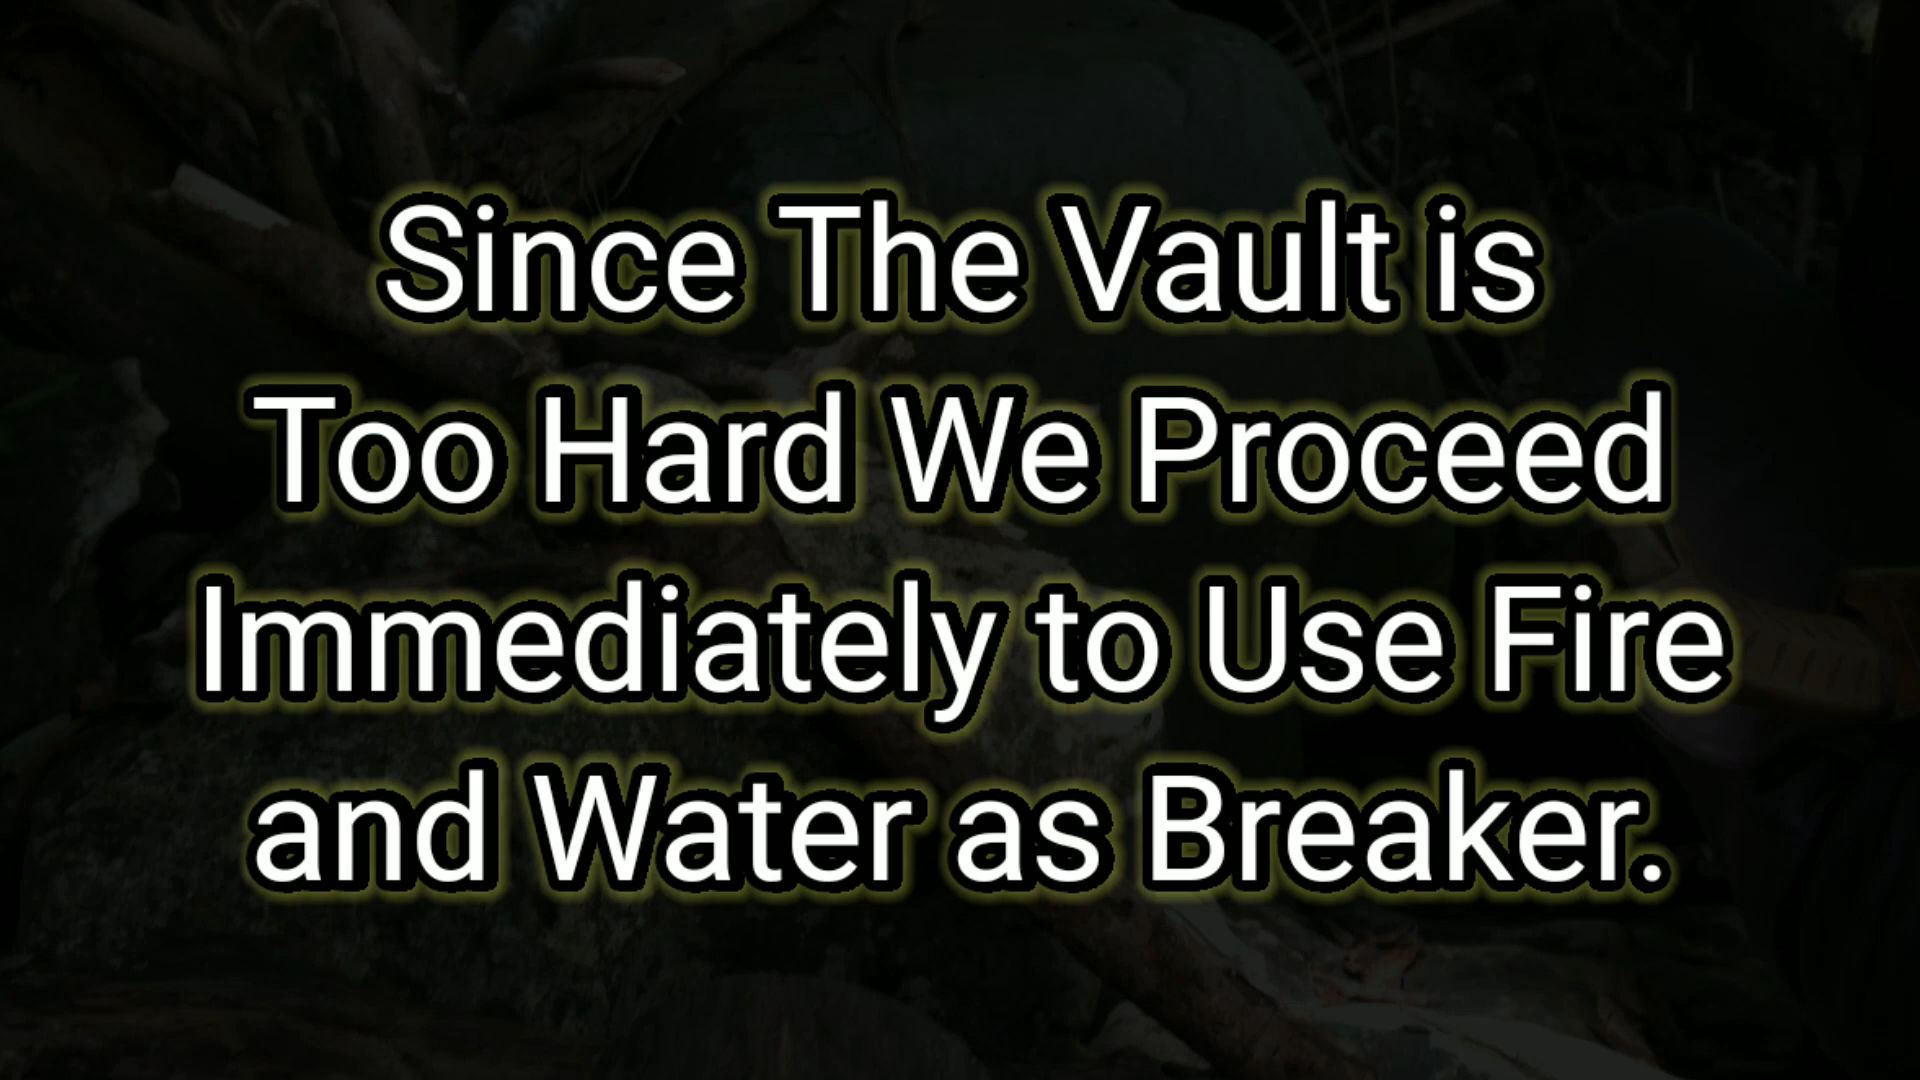 Since The Vault is
Too Hard We Proceed
Immediately to Use Fire
and Water as Breaker.